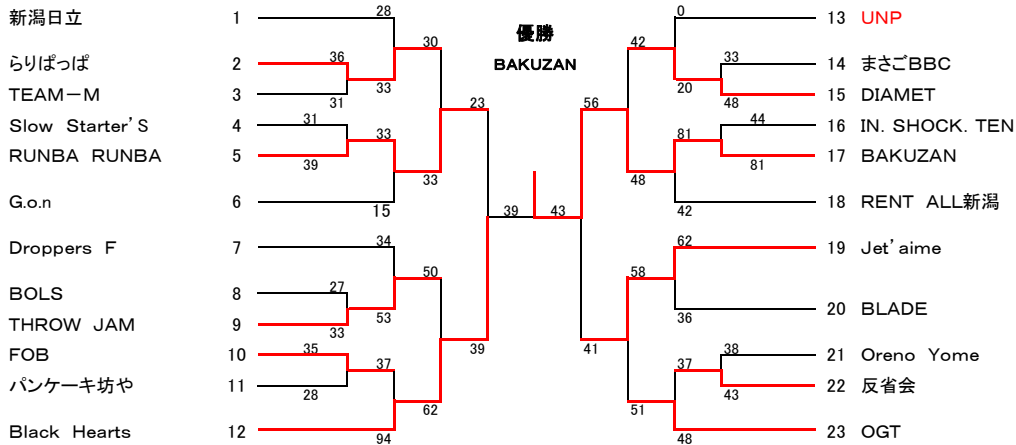 新潟日立 1 28 0 13 UNP
優勝
30 42
らりぱっぱ 2 36 33 14 まさごBBC
BAKUZAN
33 20
TEAM－M 3 31 48 15 DIAMET
23 56
Slow Starter'S 4 31 44 16 IN. SHOCK. TEN
33 81
RUNBA RUNBA 5 39 81 17 BAKUZAN
33 48
G.o.n 6 15 42 18 RENT ALL新潟
39 43
Droppers F 7 34 62 19 Jet'aime
50 58
BOLS 8 27 20 BLADE
53 36
THROW JAM 9 33
39 41
FOB 10 35 38 21 Oreno Yome
37 37
パンケーキ坊や 11 28 43 22 反省会
62 51
Black Hearts 12 94 48 23 OGT